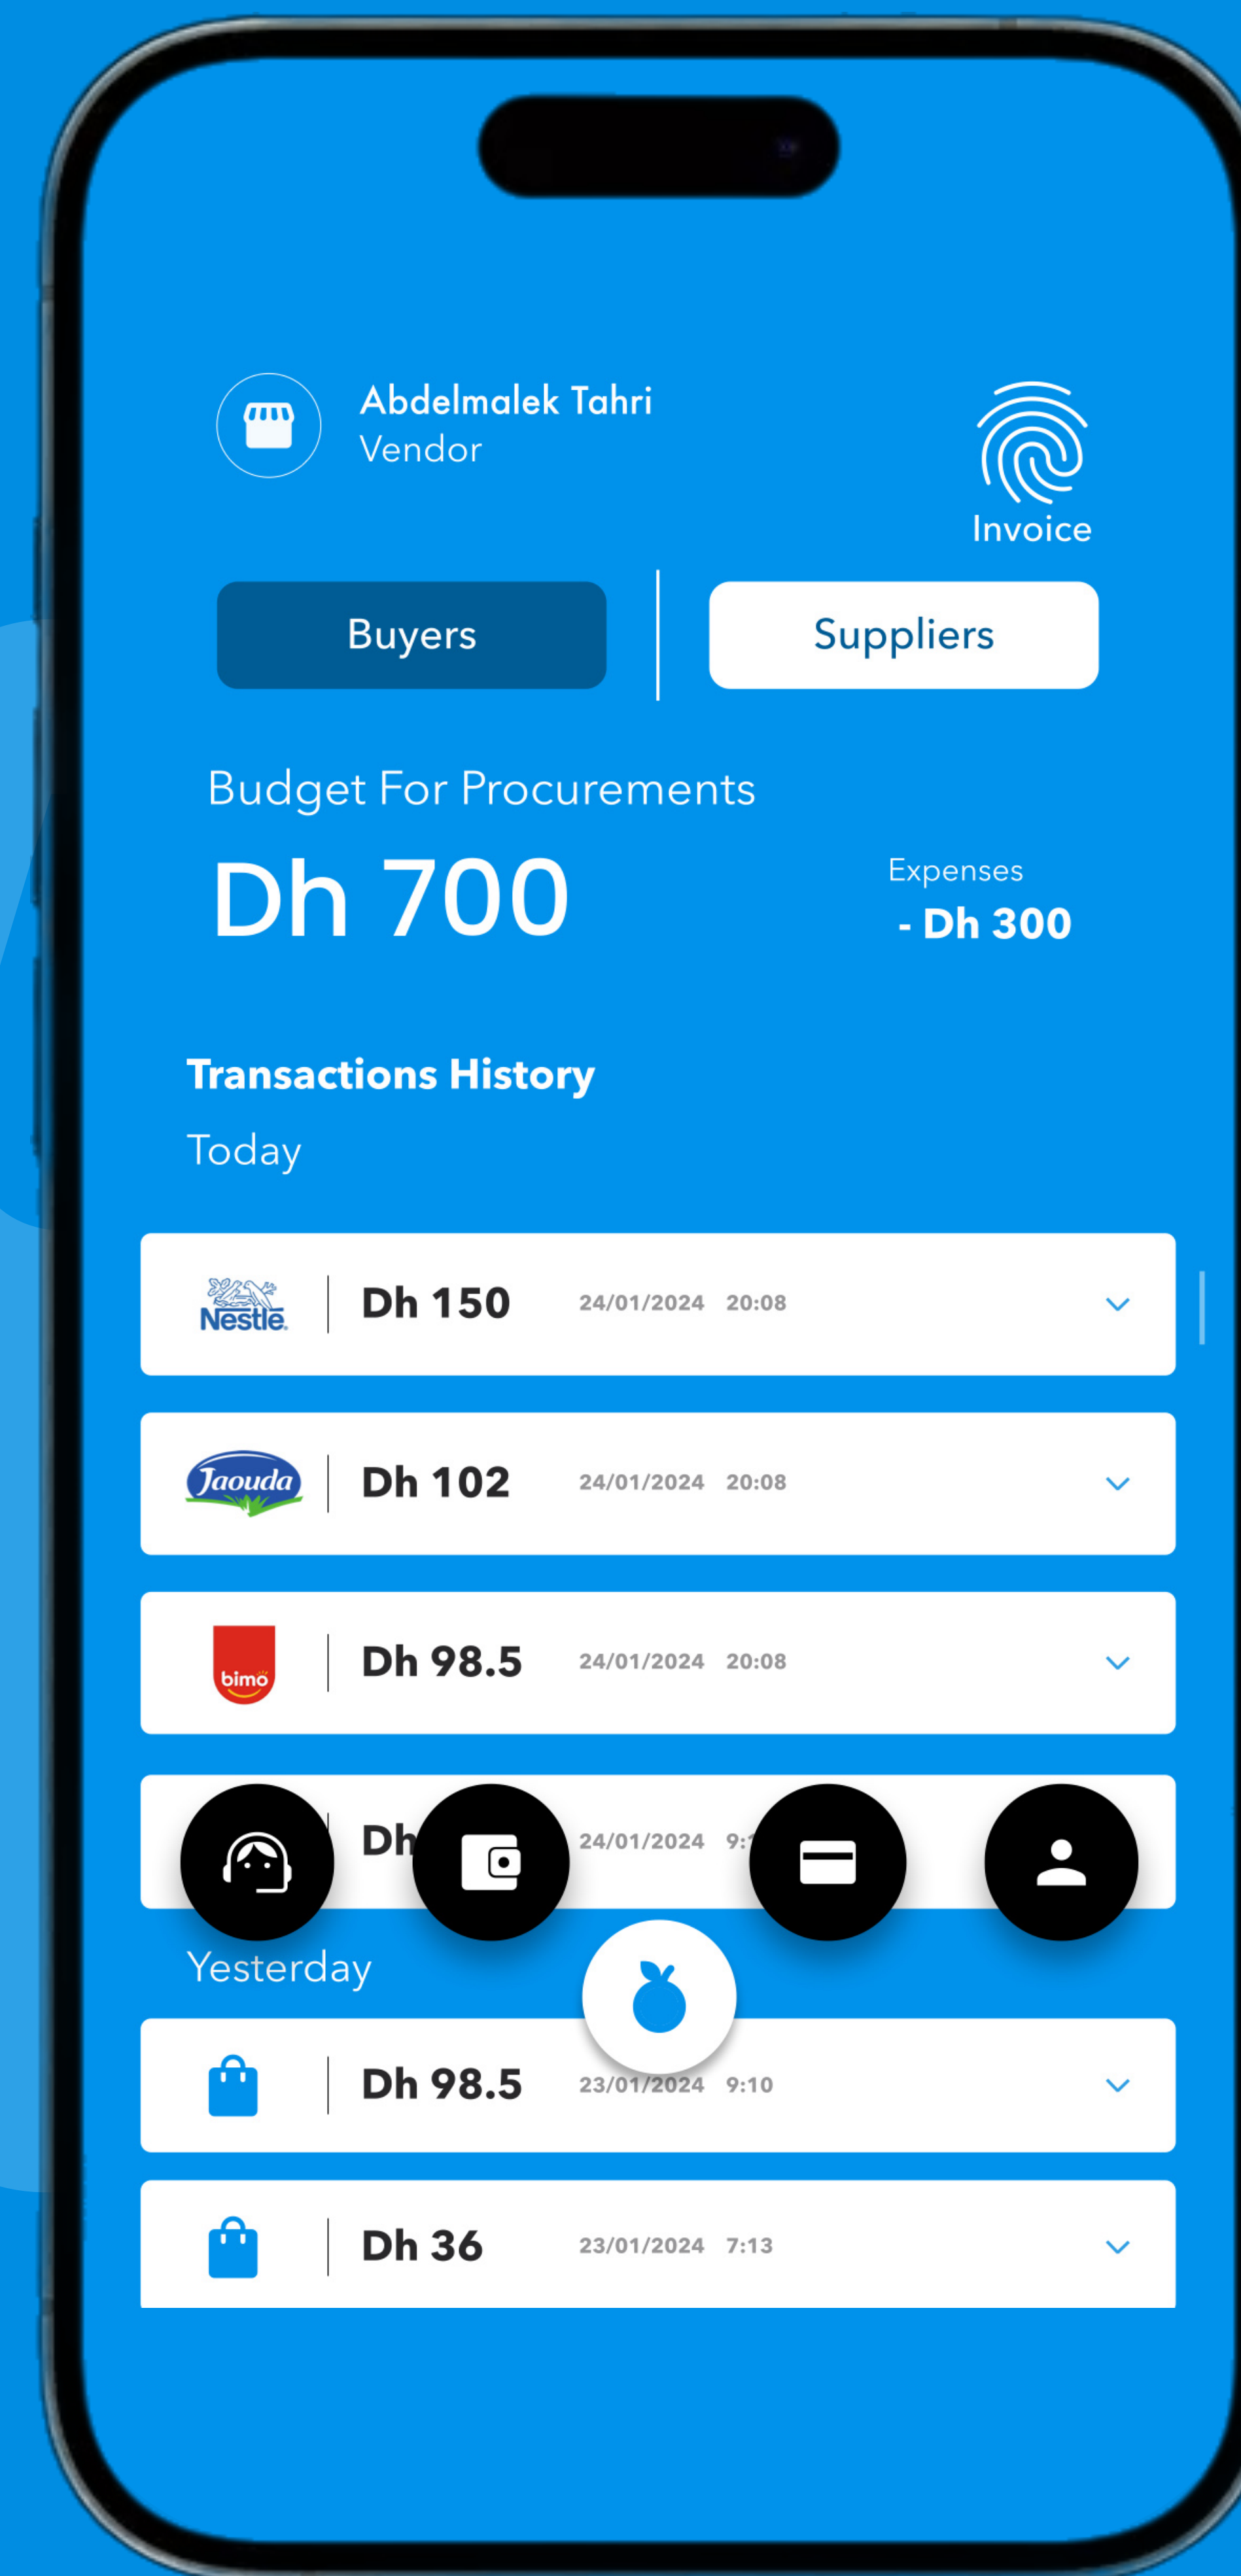 Abdelmalek Tahri
Vendor
Invoice
Buyers
Suppliers
Budget For Procurements
Dh 700
Expenses
- Dh 300
Transactions History
Today
Nestlé
Dh 150 24/01/2024 20:08
Jaouda
Dh 102 24/01/2024 20:08
bimo
Dh 98.5 24/01/2024 20:08
Dh 24/01/2024
Yesterday
Dh 98.5 23/01/2024 9:10
Dh 36 23/01/2024 7:13